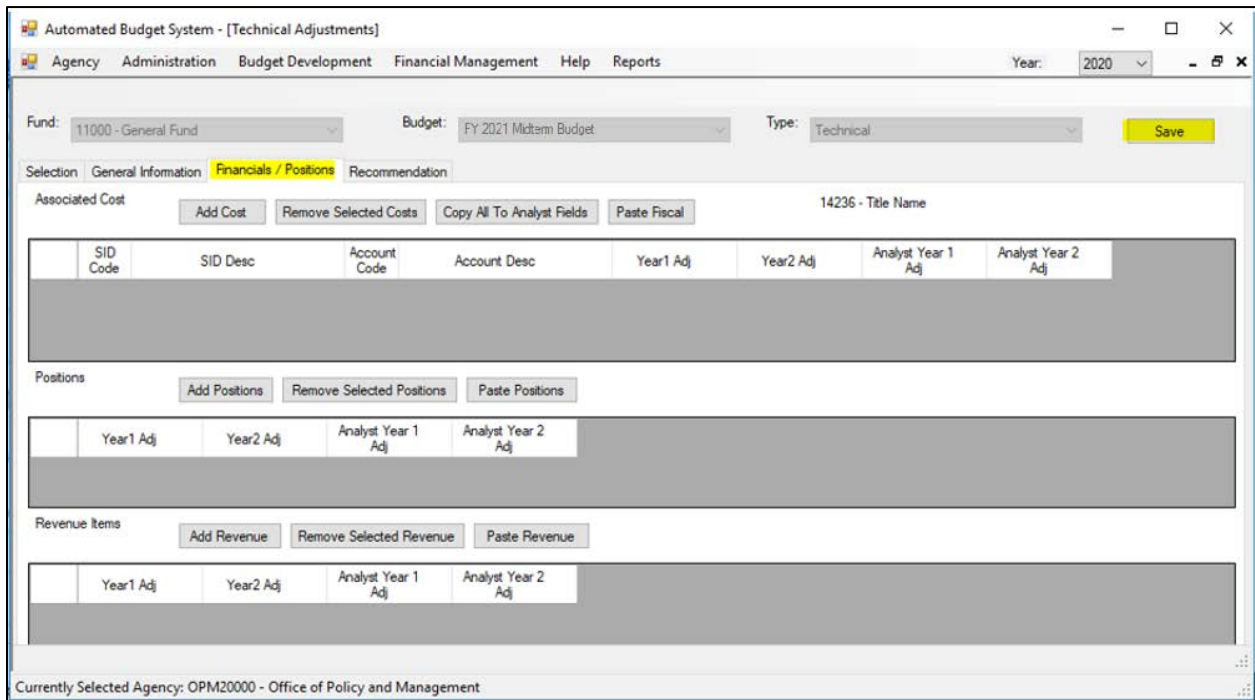 Automated Budget System - [Technical Adjustments]
Agency Administration Budget Development Financial Management Help Reports Year: 2020
Fund: 11000 - General Fund Budget: FY 2021 Midterm Budget Type: Technical Save
Selection General Information Financials / Positions Recommendation
Associated Cost Add Cost Remove Selected Costs Copy All To Analyst Fields Paste Fiscal 14236 - Title Name
SID Code SID Desc Account Code Account Desc Year1 Adj Year2 Adj Analyst Year 1 Adj Analyst Year 2 Adj
Positions Add Positions Remove Selected Positions Paste Positions
Year1 Adj Year2 Adj Analyst Year 1 Adj Analyst Year 2 Adj
Revenue Items Add Revenue Remove Selected Revenue Paste Revenue
Year1 Adj Year2 Adj Analyst Year 1 Adj Analyst Year 2 Adj
Currently Selected Agency: OPM20000 - Office of Policy and Management